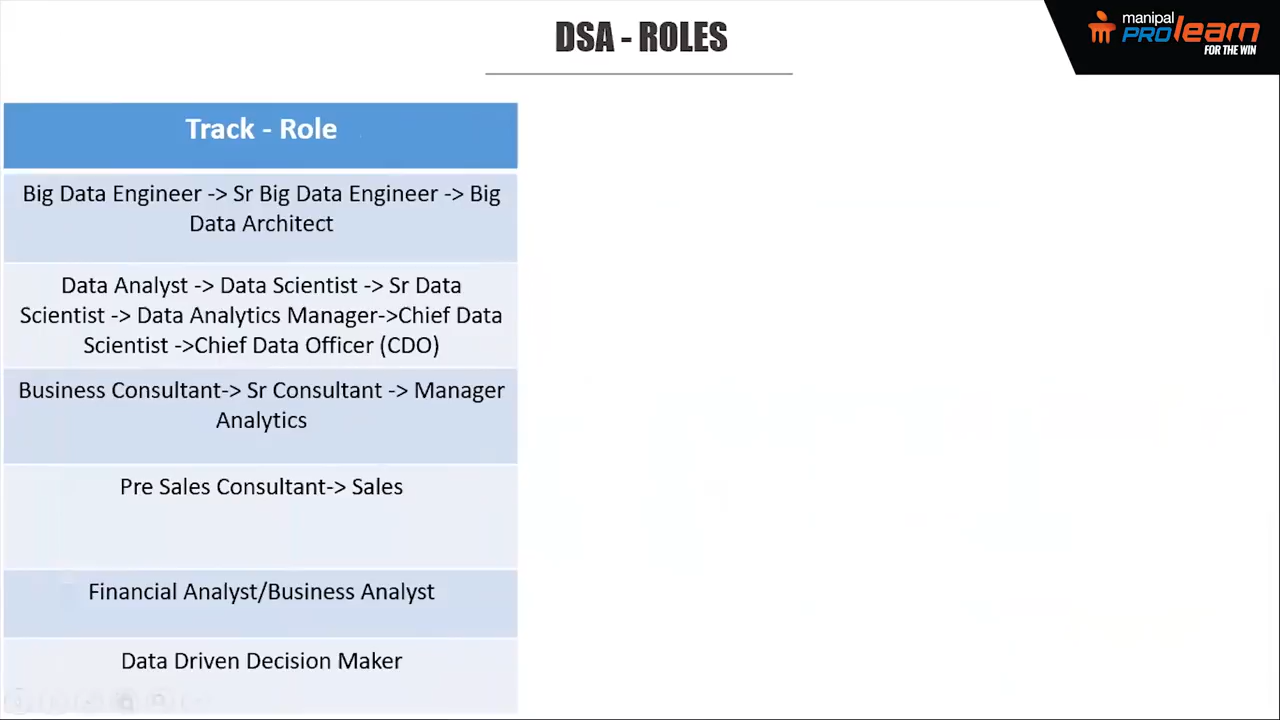 DSA - ROLES
manipal
PROlearn
FOR THE WIN
Track - Role
Big Data Engineer -> Sr Big Data Engineer -> Big
Data Architect
Data Analyst -> Data Scientist -> Sr Data
Scientist -> Data Analytics Manager->Chief Data
Scientist ->Chief Data Officer (CDO)
Business Consultant-> Sr Consultant -> Manager
Analytics
Pre Sales Consultant-> Sales
Financial Analyst/Business Analyst
Data Driven Decision Maker